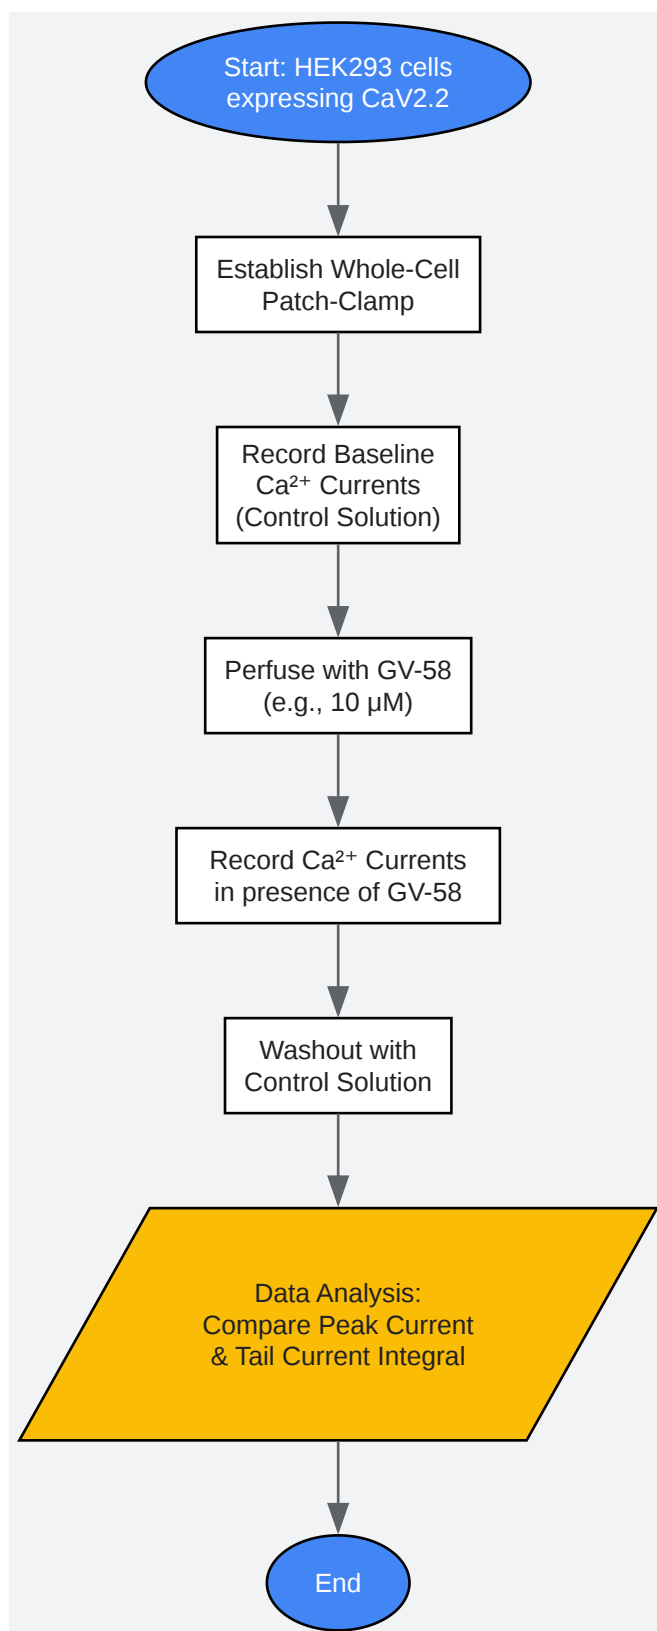 Start: HEK293 cells
expressing CaV2.2
Establish Whole-Cell
Patch-Clamp
Record Baseline
Ca²⁺ Currents
(Control Solution)
Perfuse with GV-58
(e.g., 10 μM)
Record Ca²⁺ Currents
in presence of GV-58
Washout with
Control Solution
Data Analysis:
Compare Peak Current
& Tail Current Integral
End